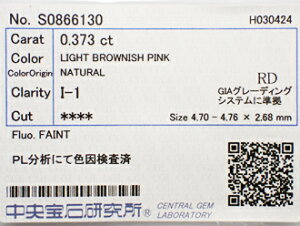 No. S0866130 H030424
Carat 0.373 ct
Color LIGHT BROWNISH PINK
ColorOrigin NATURAL
RD
Clarity I-1
GIAグレーディング
システムに準拠
Cut ****
Size 4.70 - 4.76 × 2.68 mm
Fluo. FAINT
PL分析にて色因検査済
中央宝石研究所® CENTRAL GEM
LABORATORY